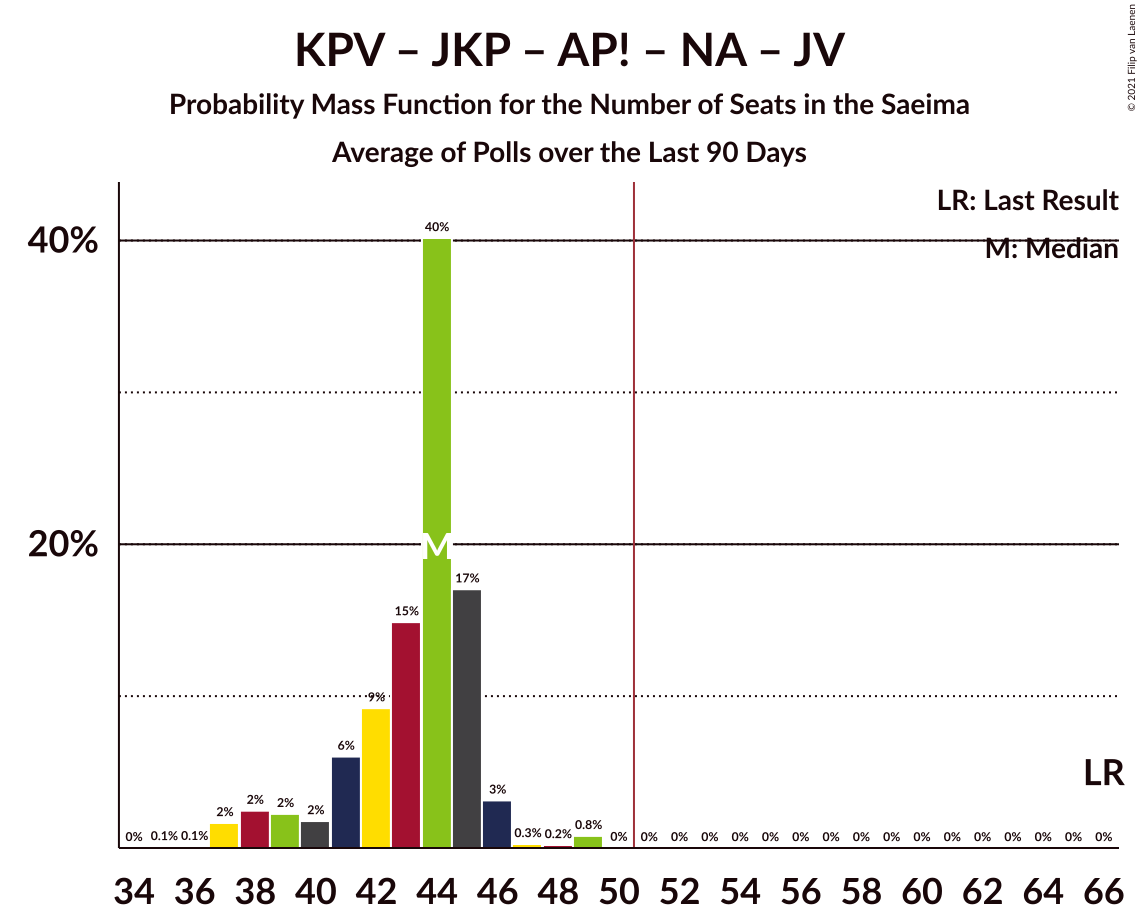 KPV – JKP – AP! – NA – JV
Probability Mass Function for the Number of Seats in the Saeima
Average of Polls over the Last 90 Days
© 2021 Filip van Laenen
LR: Last Result
M: Median
40%
20%
0% 0.1% 0.1% 2% 2% 2% 2% 6% 9% 15% 40% 17% 3% 0.3% 0.2% 0.8% 0% 0% 0% 0% 0% 0% 0% 0% 0% 0% 0% 0% 0% 0% 0% 0% 0%
M
LR
34 36 38 40 42 44 46 48 50 52 54 56 58 60 62 64 66